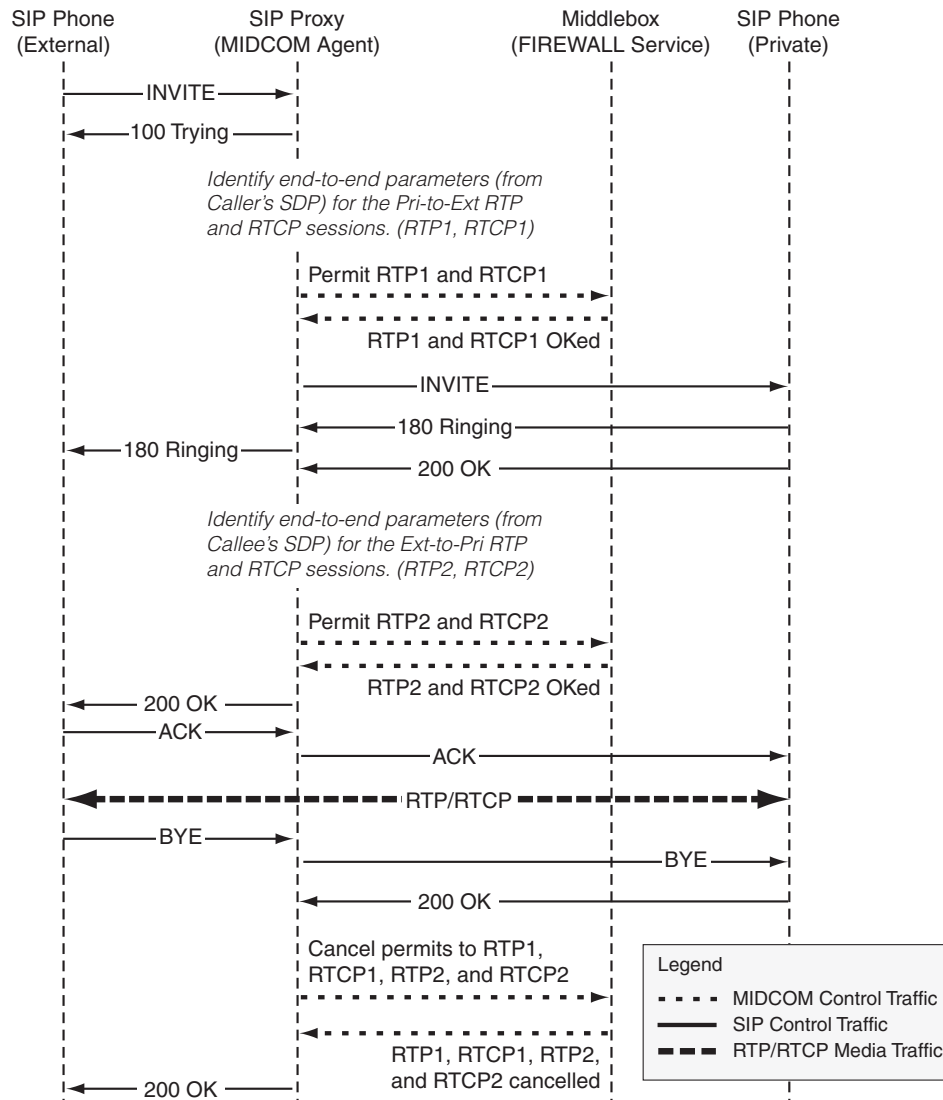 SIP Phone
(External)
SIP Proxy
(MIDCOM Agent)
Middlebox
(FIREWALL Service)
SIP Phone
(Private)
INVITE
100 Trying
Identify end-to-end parameters (from
Caller's SDP) for the Pri-to-Ext RTP
and RTCP sessions. (RTP1, RTCP1)
Permit RTP1 and RTCP1
RTP1 and RTCP1 OKed
INVITE
180 Ringing
180 Ringing
200 OK
Identify end-to-end parameters (from
Callee's SDP) for the Ext-to-Pri RTP
and RTCP sessions. (RTP2, RTCP2)
Permit RTP2 and RTCP2
RTP2 and RTCP2 OKed
200 OK
ACK
ACK
RTP/RTCP
BYE
BYE
200 OK
Cancel permits to RTP1,
RTCP1, RTP2, and RTCP2
RTP1, RTCP1, RTP2,
and RTCP2 cancelled
200 OK
Legend
MIDCOM Control Traffic
SIP Control Traffic
RTP/RTCP Media Traffic